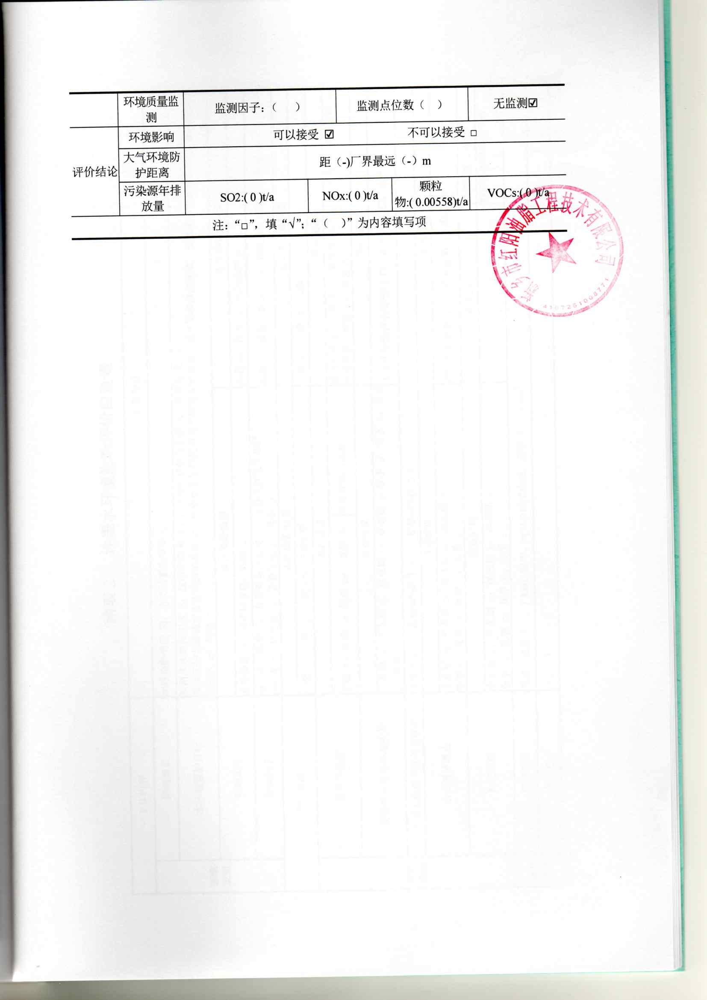 环境质量监
测
监测因子：（ ）
监测点位数（ ）
无监测☑
评价结论
环境影响
可以接受 ☑
不可以接受 □
大气环境防
护距离
距（-)厂界最远（-）m
污染源年排
放量
SO2:( 0 )t/a
NOx:( 0 )t/a
颗粒
物:( 0.00558)t/a
VOCs:( 0 )t/a
注：“□”，填“√”；“（ ）”为内容填写项
新乡市红阳油脂工程技术有限公司